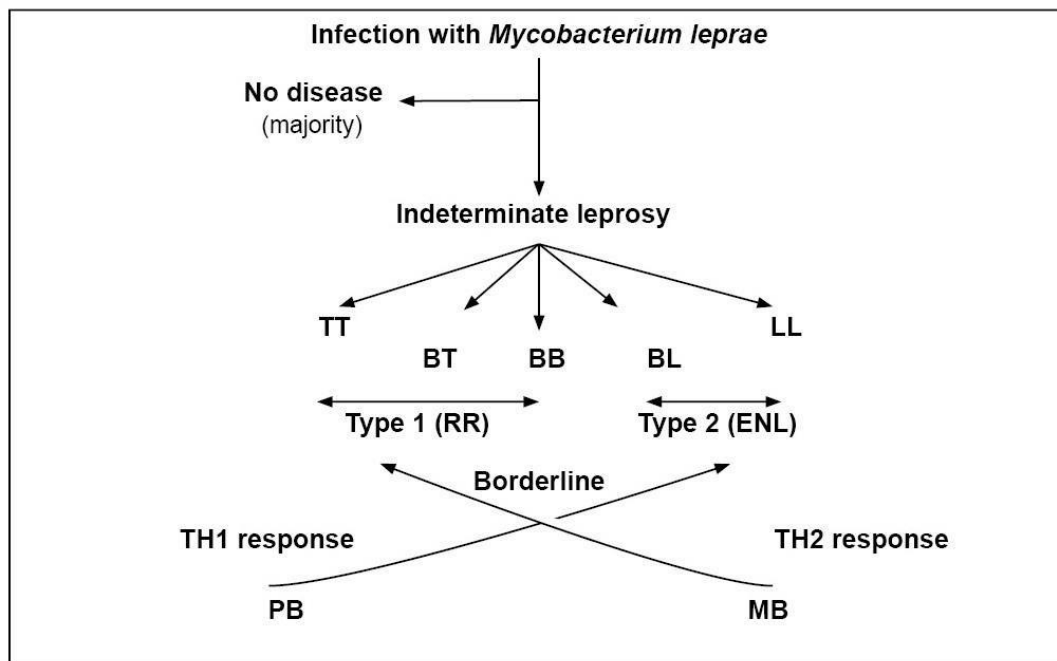 Infection with Mycobacterium leprae
No disease
(majority)
Indeterminate leprosy
TT LL
BT BB BL
Type 1 (RR) Type 2 (ENL)
Borderline
TH1 response TH2 response
PB MB